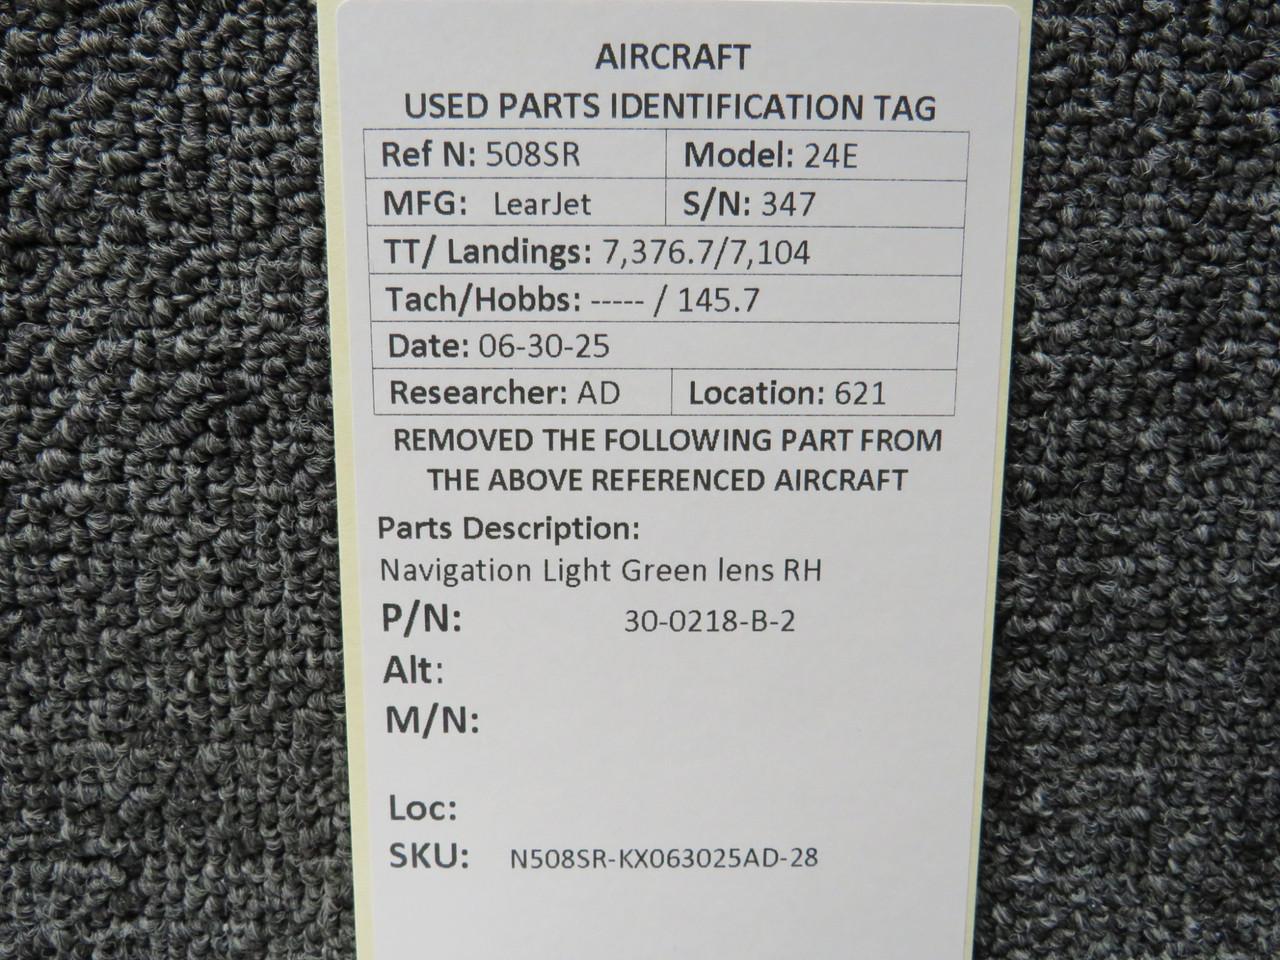 AIRCRAFT
USED PARTS IDENTIFICATION TAG
Ref N: 508SR Model: 24E
MFG: LearJet S/N: 347
TT/ Landings: 7,376.7/7,104
Tach/Hobbs: ----- / 145.7
Date: 06-30-25
Researcher: AD Location: 621
REMOVED THE FOLLOWING PART FROM
THE ABOVE REFERENCED AIRCRAFT
Parts Description:
Navigation Light Green lens RH
P/N: 30-0218-B-2
Alt:
M/N:
Loc:
SKU: N508SR-KX063025AD-28